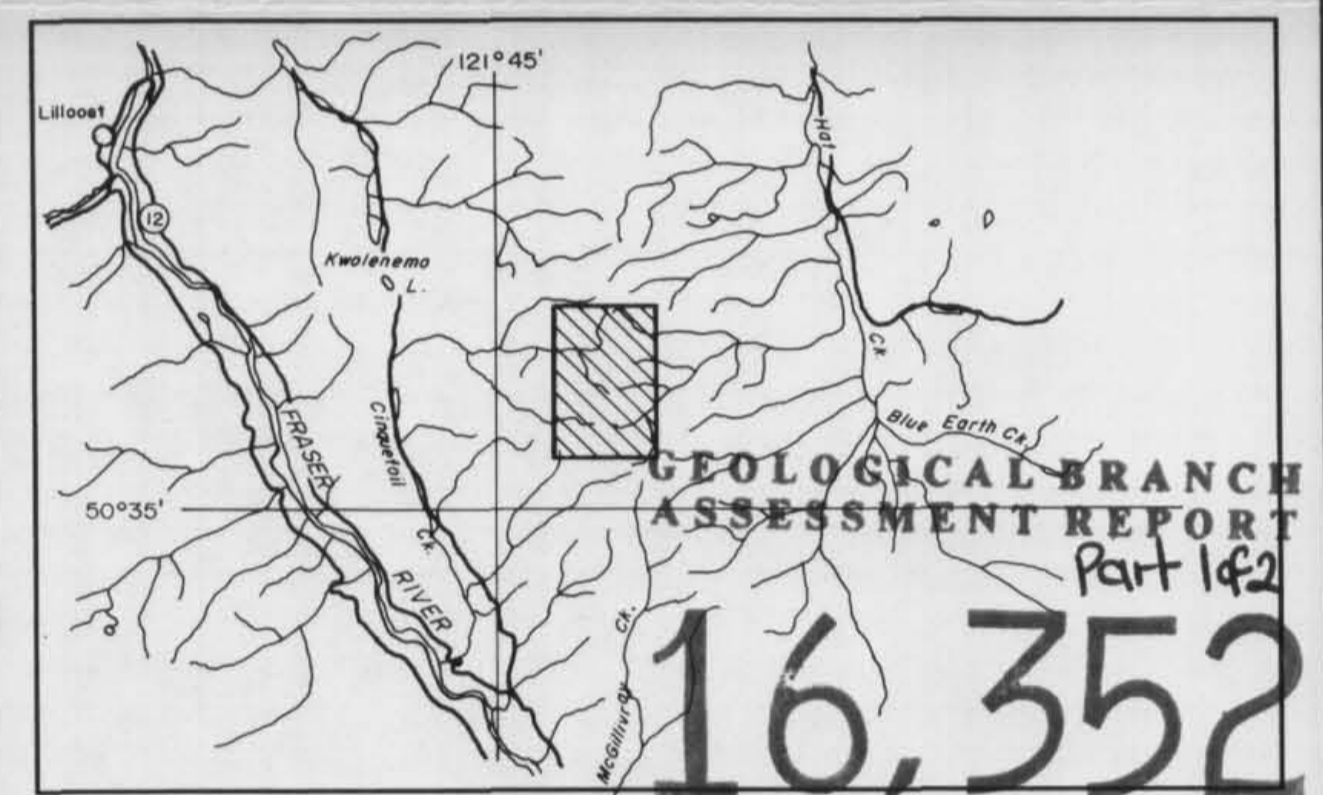 121°45'
Lillooet
12
Hat
Kwolenemo
L.
Ck
Cinquefoil
Blue Earth Ck.
FRASER
GEOLOGICAL BRANCH
50°35'
ASSESSMENT REPORT
Ck.
Part 1 of 2
RIVER
16,352
McGillivray Ck.